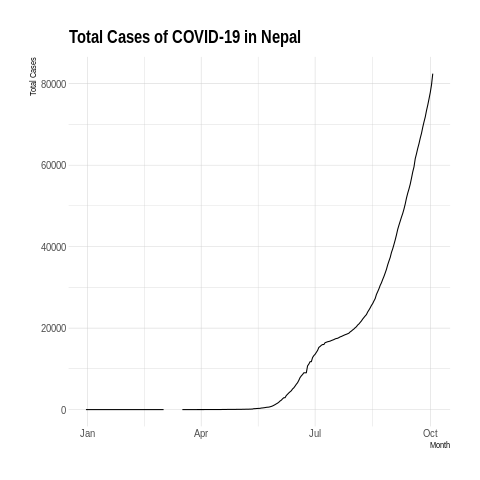 Total Cases of COVID-19 in Nepal
Total Cases
80000
60000
40000
20000
0
Jan Apr Jul Oct
Month